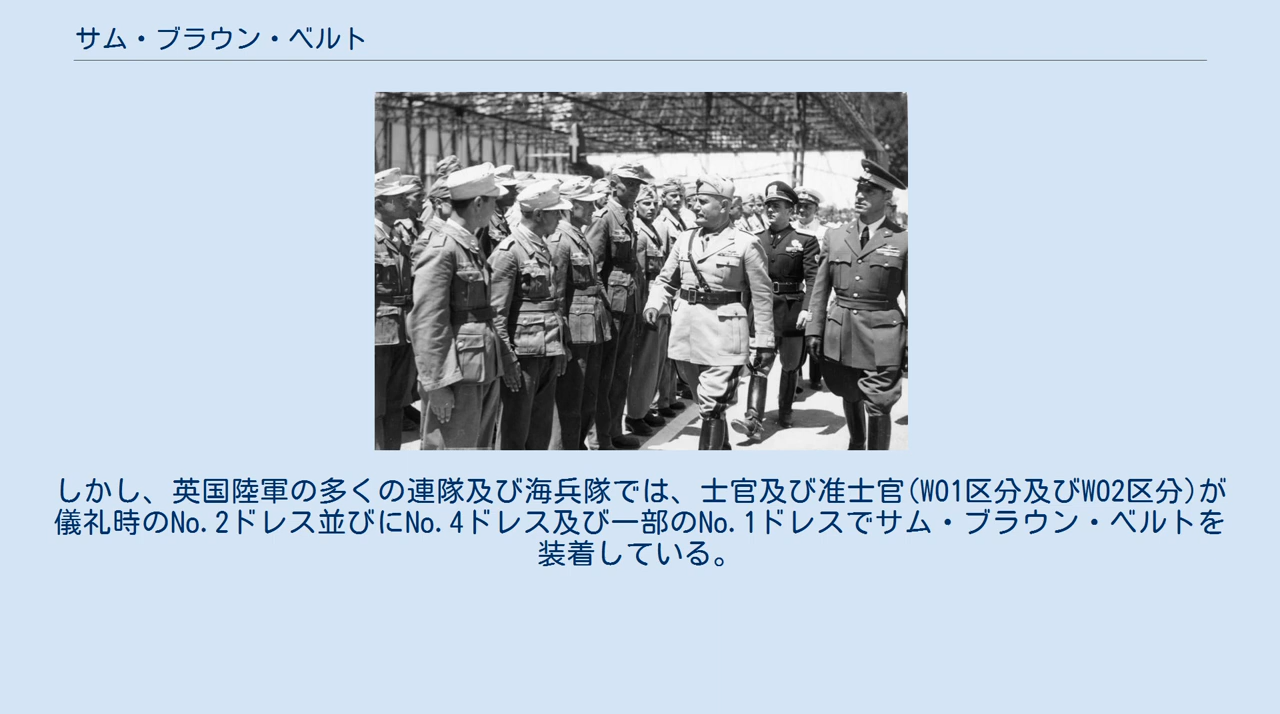 サム・ブラウン・ベルト
しかし、英国陸軍の多くの連隊及び海兵隊では、士官及び准士官(WO1区分及びWO2区分)が
儀礼時のNo.2ドレス並びにNo.4ドレス及び一部のNo.1ドレスでサム・ブラウン・ベルトを
装着している。